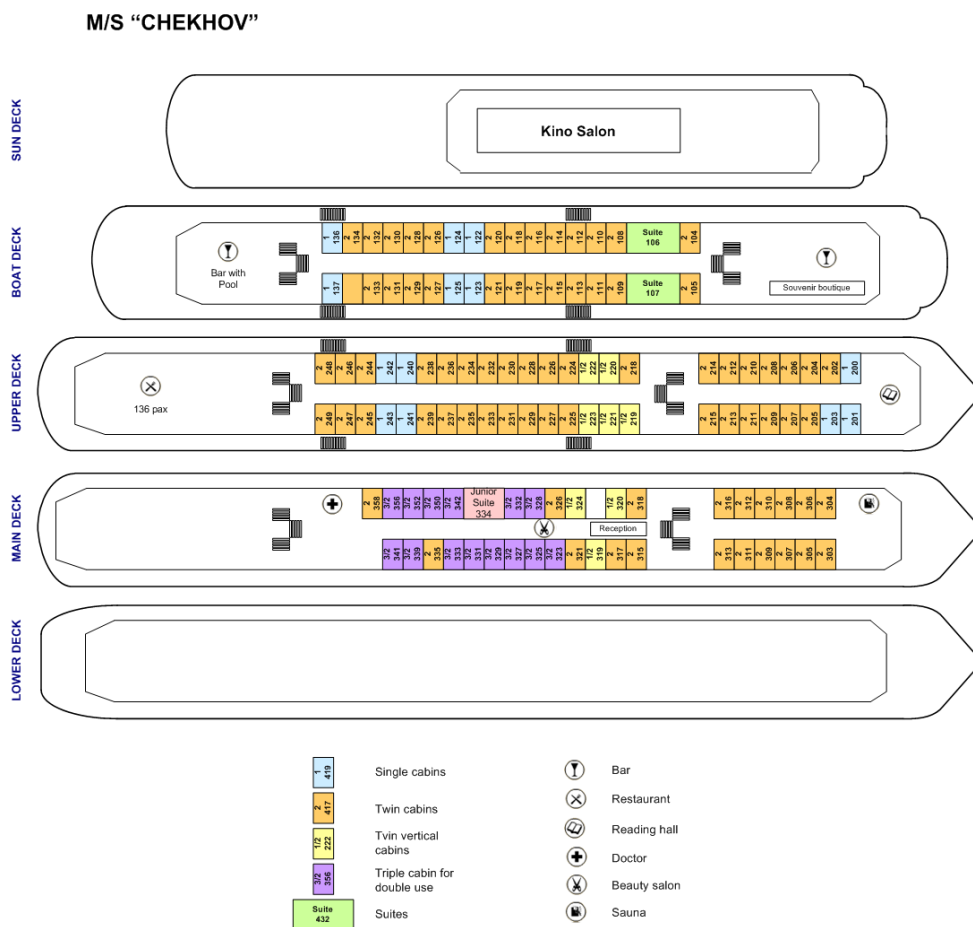 M/S “CHEKHOV”
SUN DECK
Kino Salon
BOAT DECK
1 136 2 134 2 132 2 130 2 128 2 126 1 124 1 122 2 120 2 118 2 116 2 114 2 112 2 110 2 108
Suite
106
2 104
Bar with
Pool
Souvenir boutique
1 137 2 133 2 131 2 129 2 127 1 125 1 123 2 121 2 119 2 117 2 115 2 113 2 111 2 109
Suite
107
2 105
UPPER DECK
2 248 2 246 2 244 1 242 1 240 2 238 2 236 2 234 2 232 2 230 2 228 2 226 2 224 1/2 222 1/2 220 2 218
2 214 2 212 2 210 2 208 2 206 2 204 2 202 1 200
136 pax
2 249 2 247 2 245 1 243 1 241 2 239 2 237 2 235 2 233 2 231 2 229 2 227 2 225 1/2 223 1/2 221 1/2 219
2 215 2 213 2 211 2 209 2 207 2 205 1 203 1 201
MAIN DECK
2 358 3/2 356 3/2 352 3/2 350 3/2 342
Junior
Suite
334
3/2 332 3/2 328 2 326 1/2 324 1/2 320 2 318
2 316 2 312 2 310 2 308 2 306 2 304
Reception
3/2 341 3/2 339 2 335 3/2 333 3/2 331 3/2 329 3/2 327 3/2 325 3/2 323 2 321 1/2 319 2 317 2 315
2 313 2 311 2 309 2 307 2 305 2 303
LOWER DECK
1 419
Single cabins
2 417
Twin cabins
1/2 222
Tvin vertical
cabins
3/2 356
Triple cabin for
double use
Suite
432
Suites
Bar
Restaurant
Reading hall
Doctor
Beauty salon
Sauna